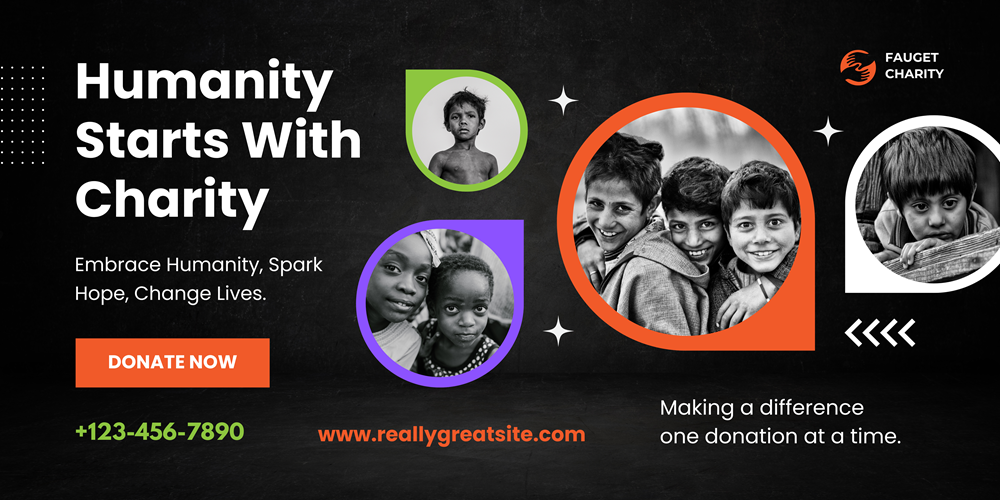 Humanity
Starts With
Charity
Embrace Humanity, Spark
Hope, Change Lives.
DONATE NOW
+123-456-7890
www.reallygreatsite.com
FAUGET
CHARITY
Making a difference
one donation at a time.